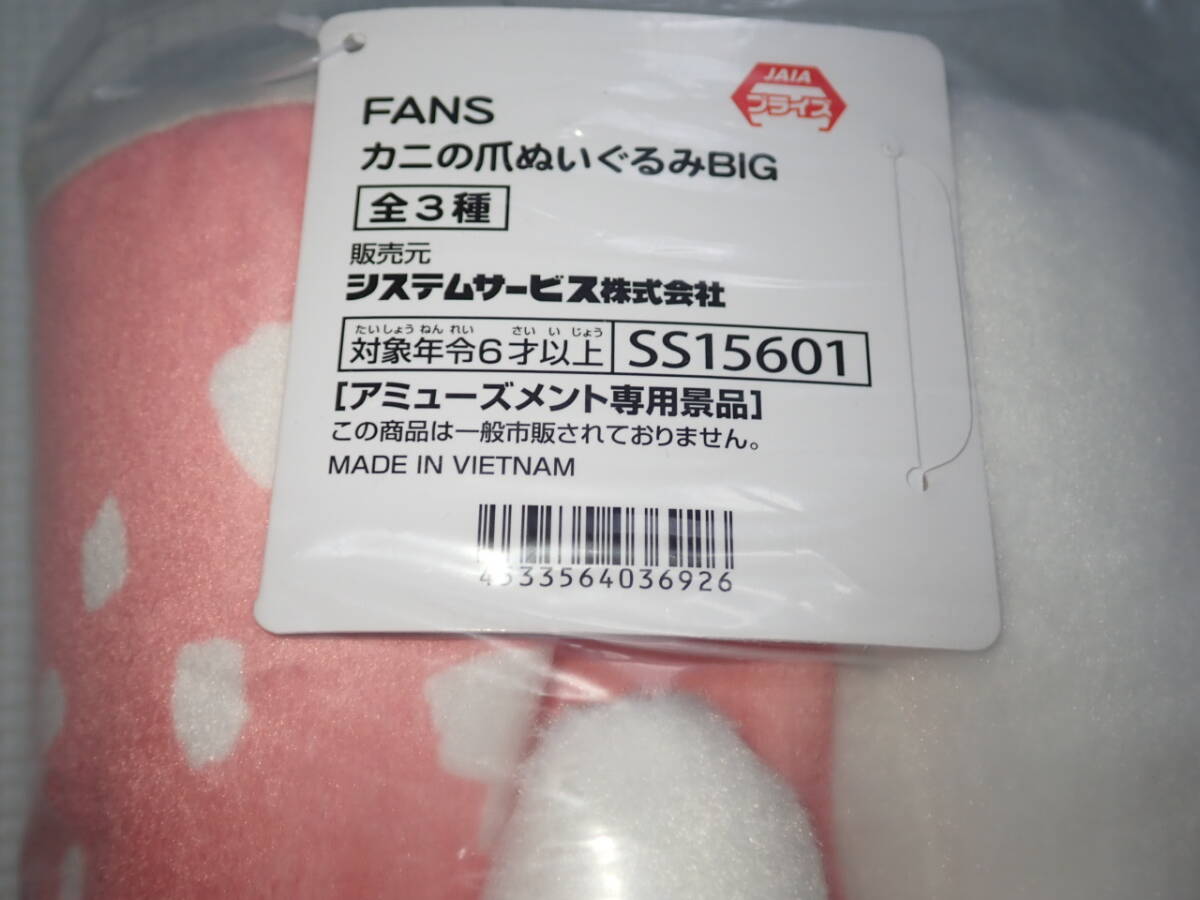 FANS
JAIA
プライズ
カニの爪ぬいぐるみBIG
全3種
販売元
システムサービス株式会社
たいしょうねんれい さいいじょう
対象年令6才以上 SS15601
[アミューズメント専用景品]
この商品は一般市販されておりません。
MADE IN VIETNAM
4533564036926